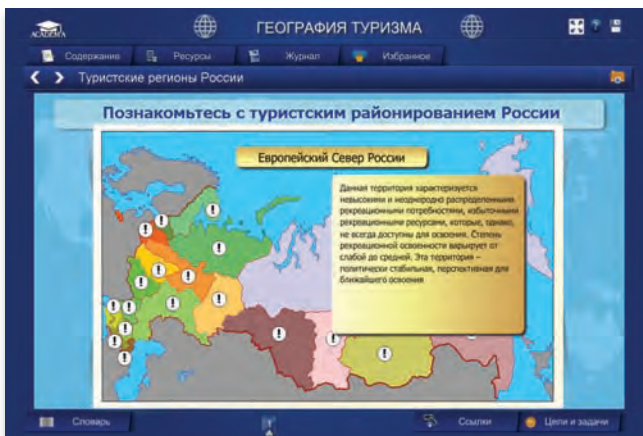 ACADEMA
ГЕОГРАФИЯ ТУРИЗМА
?
Содержание
Ресурсы
Журнал
Избранное
Туристские регионы России
Познакомьтесь с туристским районированием России
Европейский Север России
Данная территория характеризуется
невысокими и неоднородно распределенными
рекреационными потребностями, избыточными
рекреационными ресурсами, которые, однако,
не всегда доступны для освоения. Степень
рекреационной освоенности варьирует от
слабой до средней. Эта территория –
политически стабильная, перспективная для
ближайшего освоения
Словарь
1
Ссылки
Цели и задачи